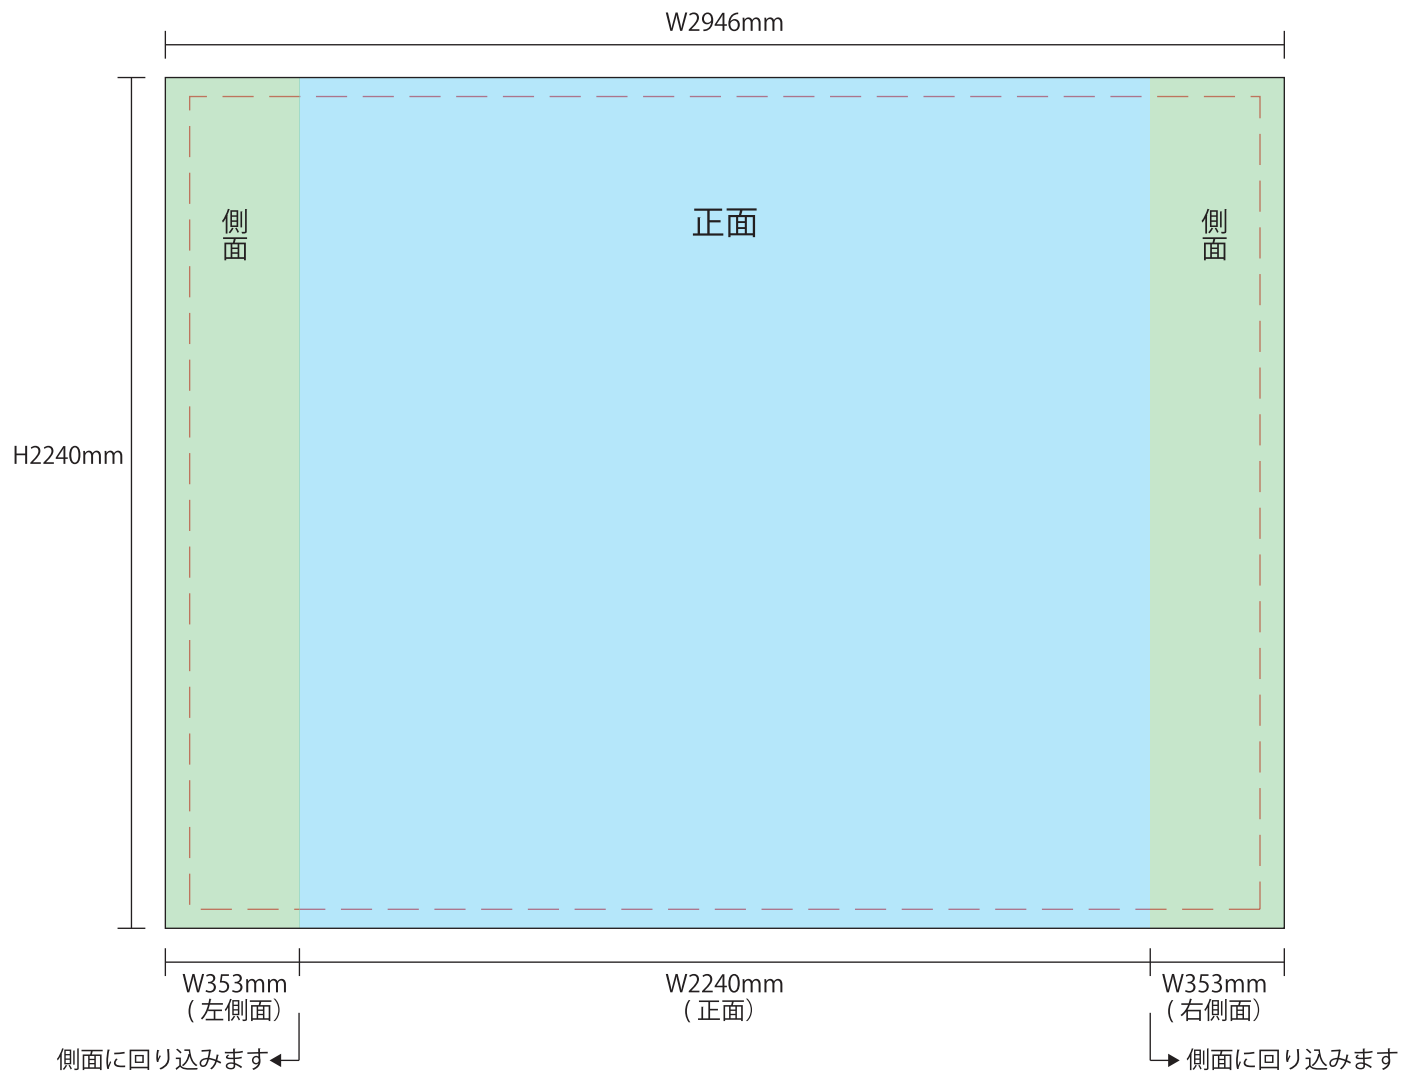 W2946mm
側面
正面
側面
H2240mm
W353mm
( 左側面）
W2240mm
( 正面）
W353mm
( 右側面）
側面に回り込みます
側面に回り込みます